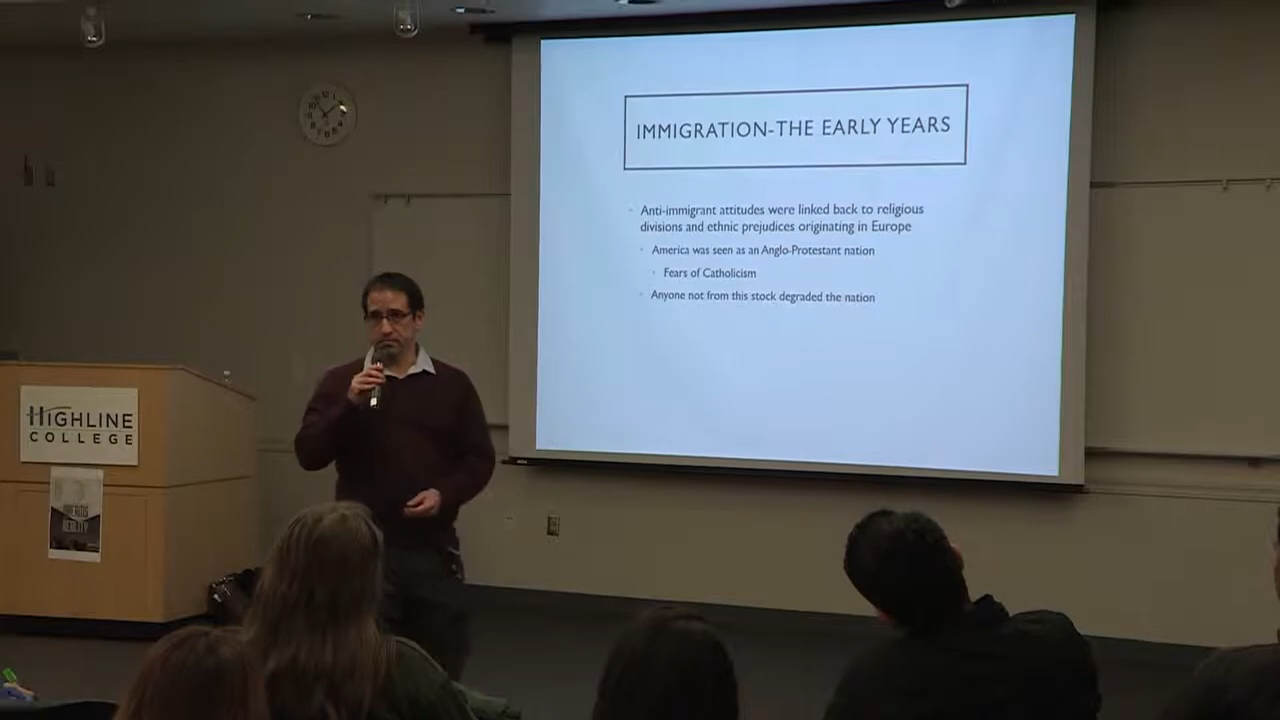 IMMIGRATION-THE EARLY YEARS
Anti-immigrant attitudes were linked back to religious
divisions and ethnic prejudices originating in Europe
America was seen as an Anglo-Protestant nation
Fears of Catholicism
Anyone not from this stock degraded the nation
HIGHLINE
COLLEGE